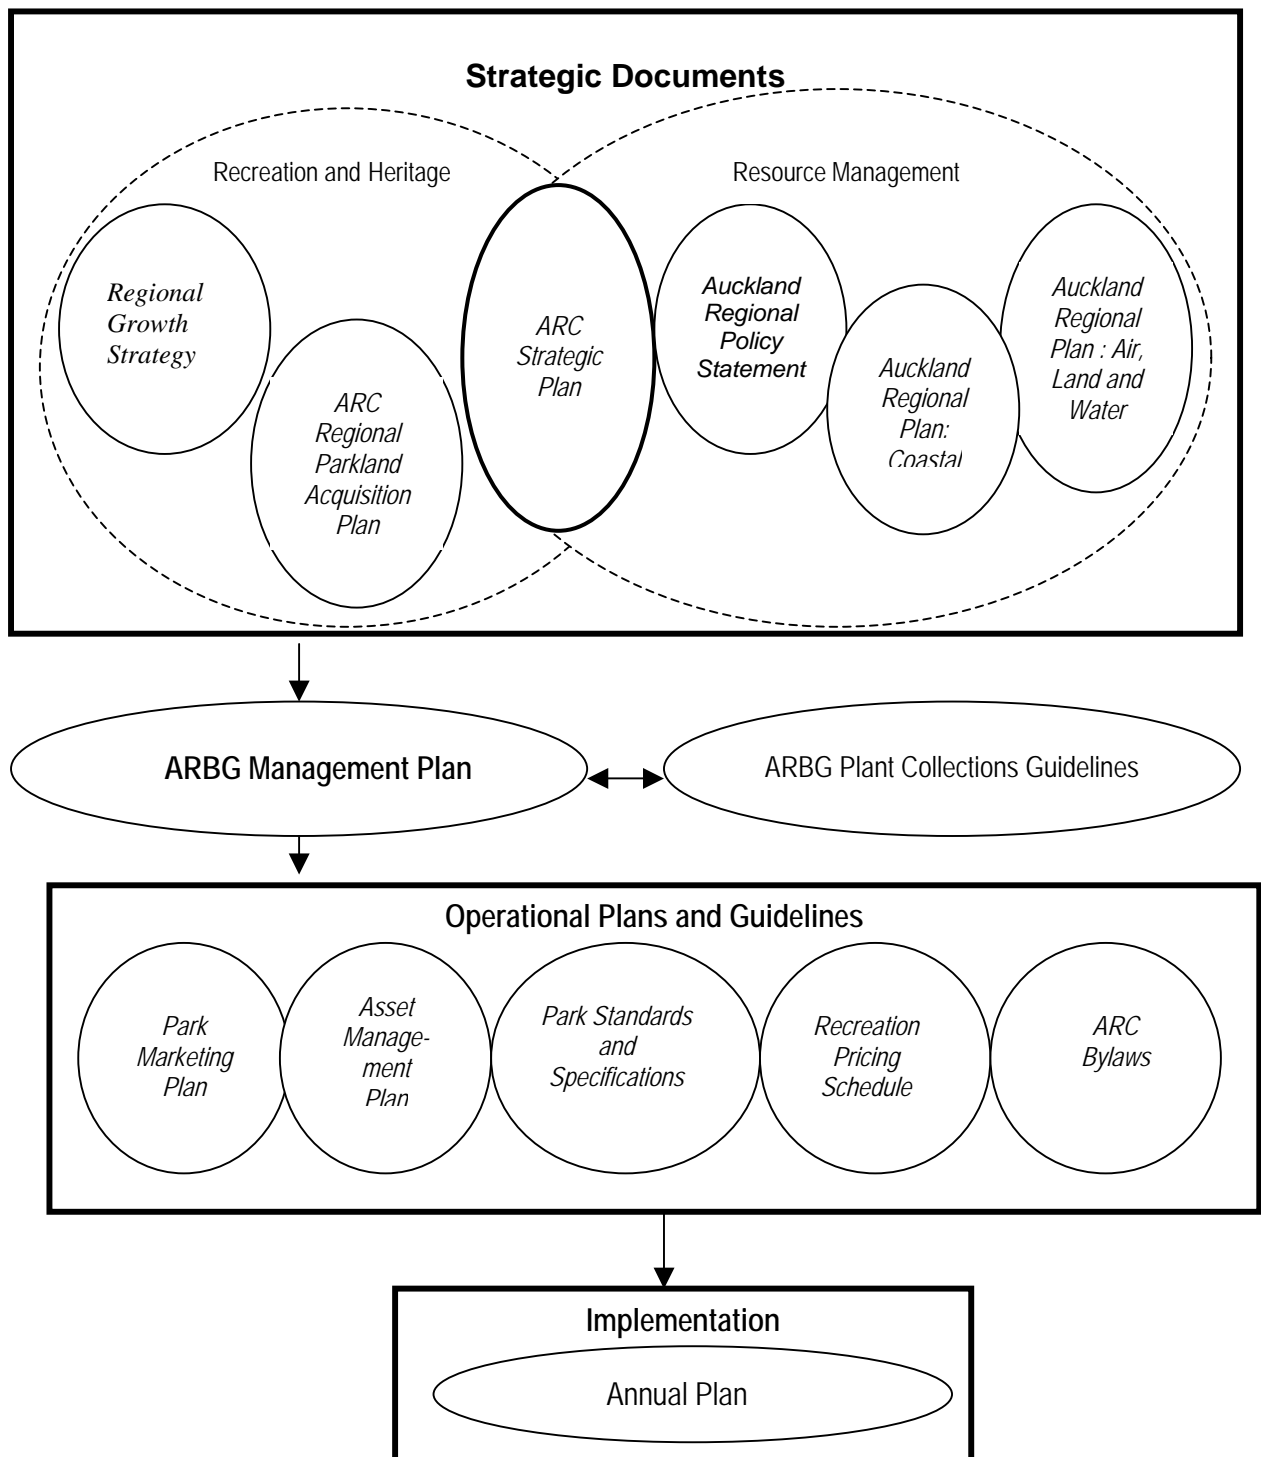 Strategic Documents
Recreation and Heritage
Resource Management
Regional
Growth
Strategy
ARC
Regional
Parkland
Acquisition
Plan
ARC
Strategic
Plan
Auckland
Regional
Policy
Statement
Auckland
Regional
Plan:
Coastal
Auckland
Regional
Plan : Air,
Land and
Water
ARBG Management Plan
ARBG Plant Collections Guidelines
Operational Plans and Guidelines
Park
Marketing
Plan
Asset
Manage-
ment
Plan
Park Standards
and
Specifications
Recreation
Pricing
Schedule
ARC
Bylaws
Implementation
Annual Plan